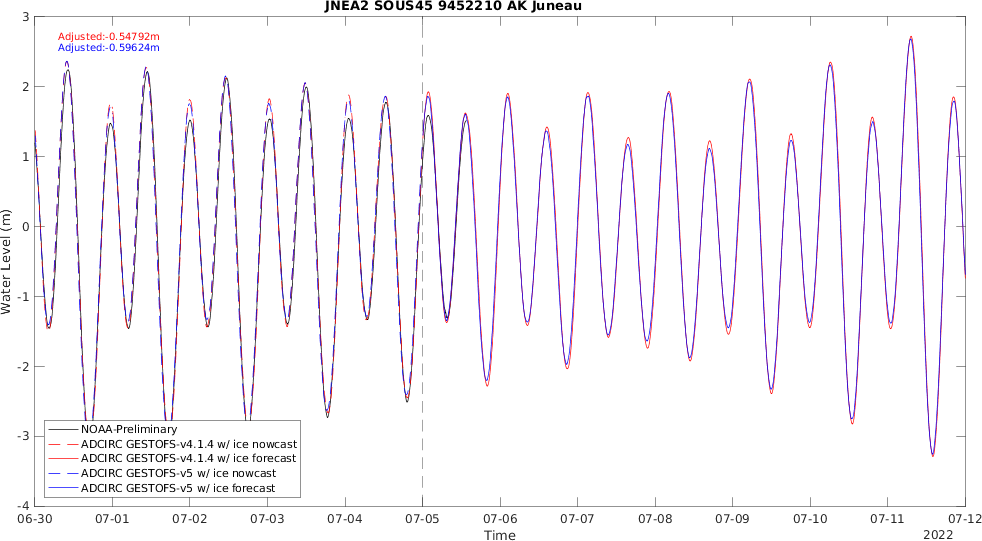 JNEA2 SOUS45 9452210 AK Juneau
Adjusted:-0.54792m
Adjusted:-0.59624m
Water Level (m)
3
2
1
0
-1
-2
-3
-4
NOAA-Preliminary
ADCIRC GESTOFS-v4.1.4 w/ ice nowcast
ADCIRC GESTOFS-v4.1.4 w/ ice forecast
ADCIRC GESTOFS-v5 w/ ice nowcast
ADCIRC GESTOFS-v5 w/ ice forecast
06-30 07-01 07-02 07-03 07-04 07-05 07-06 07-07 07-08 07-09 07-10 07-11 07-12
Time
2022